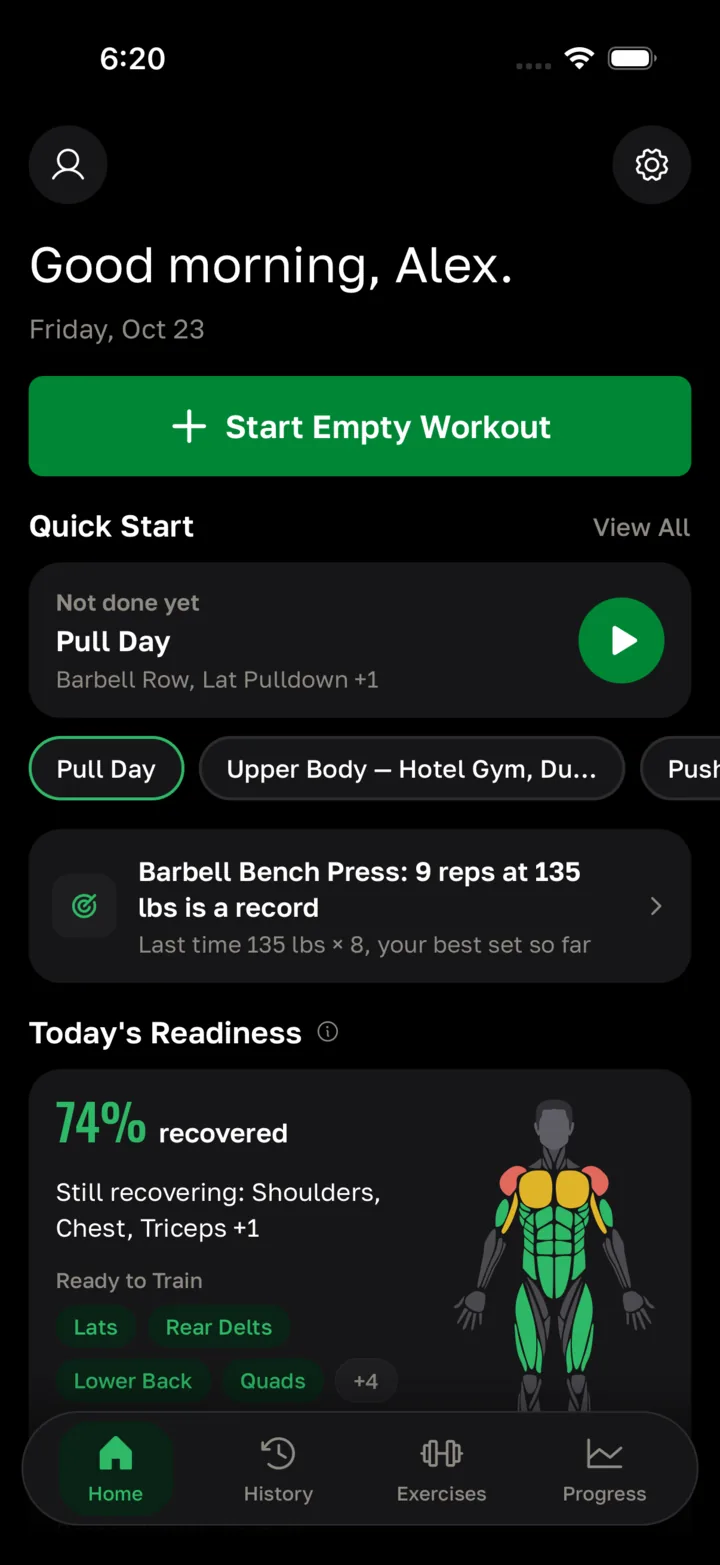 6:20
Good morning, Alex.
Friday, Oct 23
Start Empty Workout
Quick Start
View All
Not done yet
Pull Day
Barbell Row, Lat Pulldown +1
Pull Day
Upper Body — Hotel Gym, Du...
Push
Barbell Bench Press: 9 reps at 135
lbs is a record
Last time 135 lbs × 8, your best set so far
Today's Readiness
74% recovered
Still recovering: Shoulders,
Chest, Triceps +1
Ready to Train
Lats
Rear Delts
Lower Back
Quads
+4
Home
History
Exercises
Progress